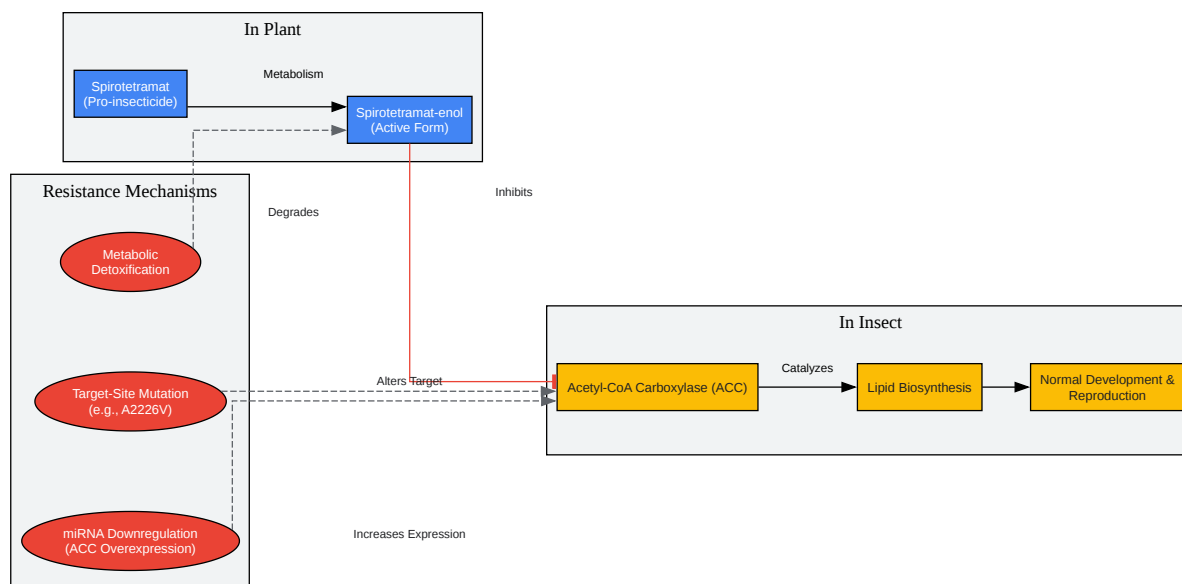 In Plant
Metabolism
Spirotetramat
(Pro-insecticide)
Spirotetramat-enol
(Active Form)
Resistance Mechanisms
Inhibits
Degrades
Metabolic
Detoxification
In Insect
Catalyzes
Alters Target
Acetyl-CoA Carboxylase (ACC)
Lipid Biosynthesis
Normal Development &
Reproduction
Target-Site Mutation
(e.g., A2226V)
miRNA Downregulation
(ACC Overexpression)
Increases Expression